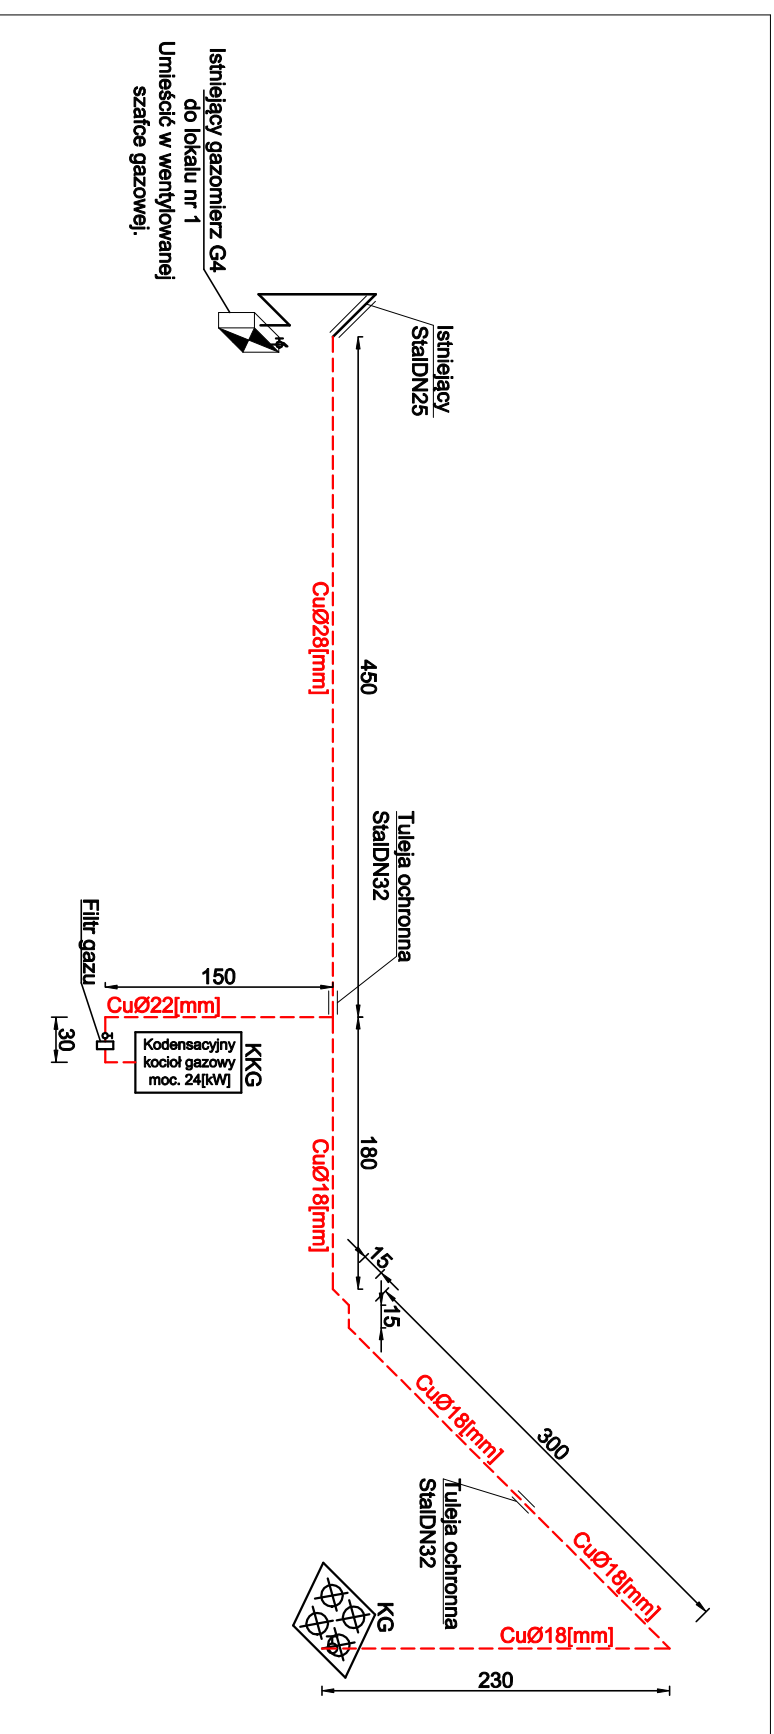 Istniejący gazomierz G4
do lokalu nr 1
Umieścić w wentylowanej
szafce gazowej.
Istniejący
StalDN25
CuØ28[mm]
450
Tuleja ochronna
StalDN32
Filtr gazu
150
CuØ22[mm]
30
KKG
Kodensacyjny
kocioł gazowy
moc. 24[kW]
180
CuØ18[mm]
15
15
300
CuØ18[mm]
Tuleja ochronna
StalDN32
CuØ18[mm]
KG
CuØ18[mm]
230